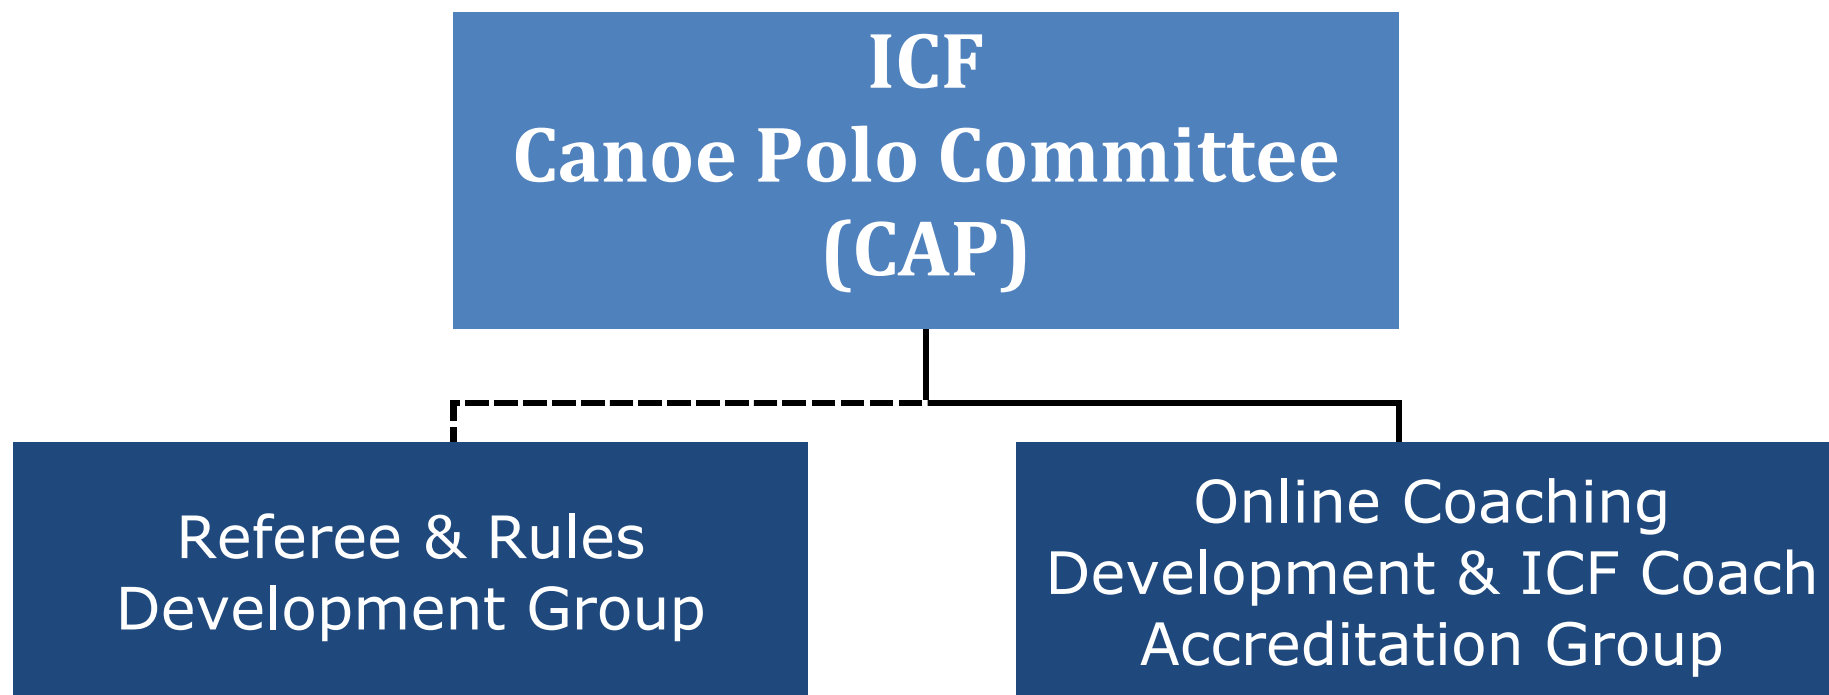 ICF
Canoe Polo Committee
(CAP)
Referee & Rules
Development Group
Online Coaching
Development & ICF Coach
Accreditation Group